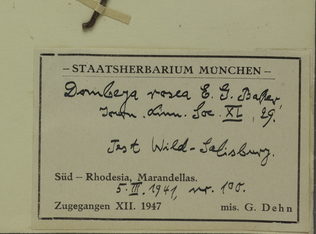 – STAATSHERBARIUM MÜNCHEN –
Dombeya rosea E. G. Baker
Journ. Linn. Soc. XL, 29!
Test Wild-Salisbury.
Süd – Rhodesia, Marandellas.
5. III. 1941, nr. 100.
Zugegangen XII. 1947 mis. G. Dehn